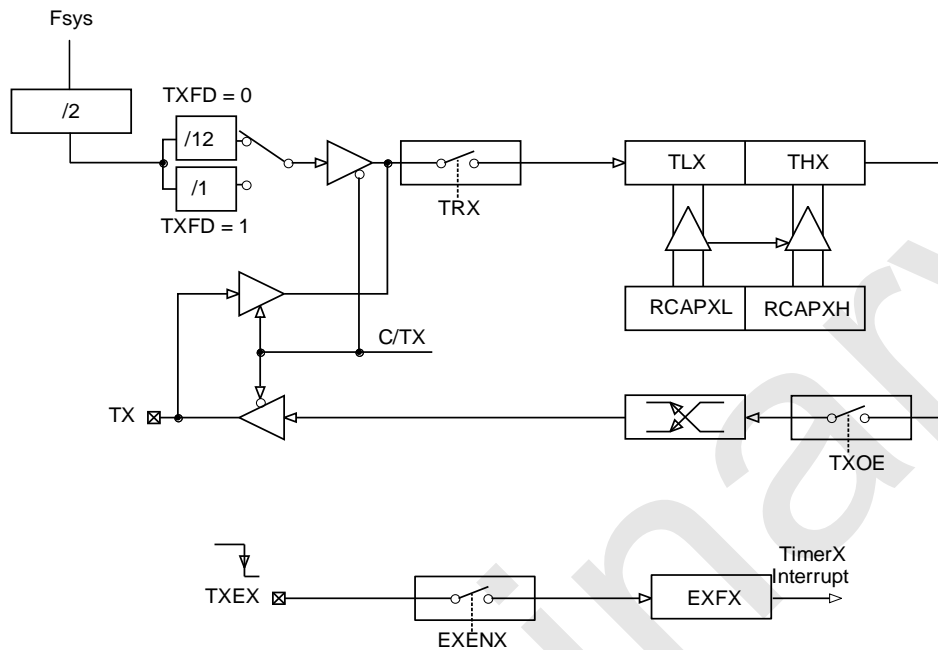 Fsys
/2
TXFD = 0
/12
/1
TXFD = 1
TRX
TLX
THX
RCAPXL
RCAPXH
C/TX
TX
TXOE
TXEX
EXENX
EXFX
TimerX
Interrupt